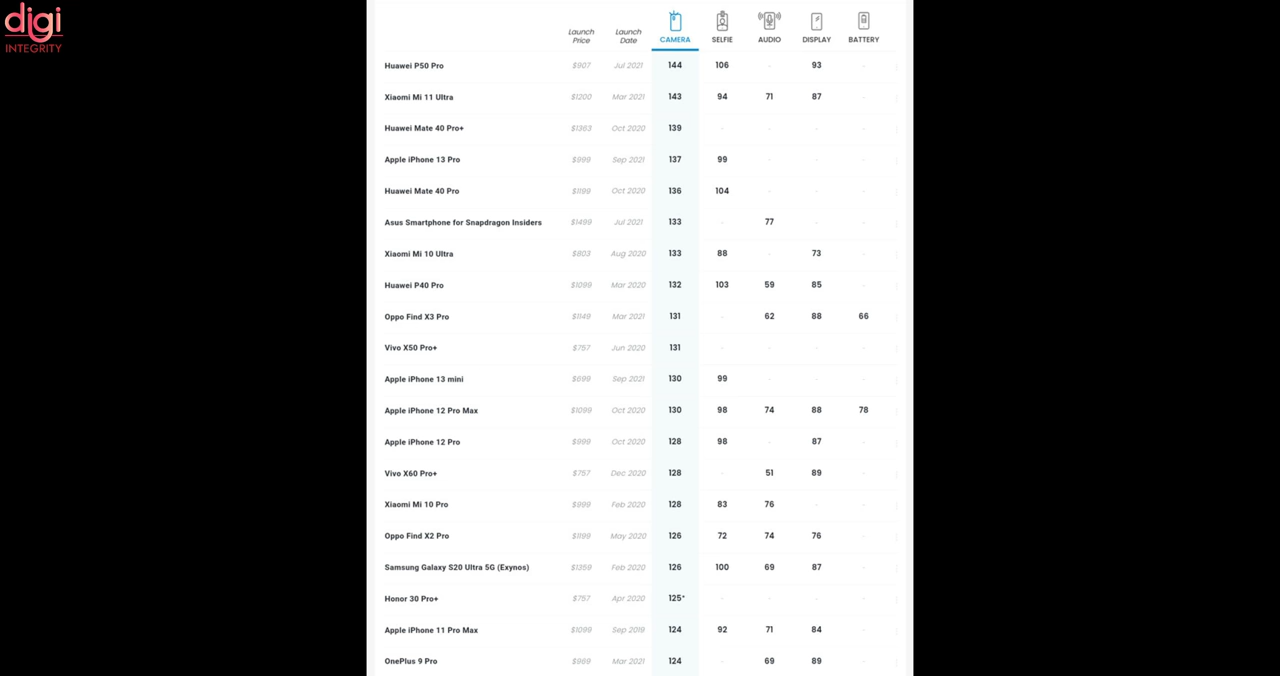 digi
INTEGRITY
Launch Price Launch Date CAMERA SELFIE AUDIO DISPLAY BATTERY
Huawei P50 Pro $907 Jul 2021 144 106 - 93 -
Xiaomi Mi 11 Ultra $1200 Mar 2021 143 94 71 87 -
Huawei Mate 40 Pro+ $1363 Oct 2020 139 - - - -
Apple iPhone 13 Pro $999 Sep 2021 137 99 - - -
Huawei Mate 40 Pro $1199 Oct 2020 136 104 - - -
Asus Smartphone for Snapdragon Insiders $1499 Jul 2021 133 - 77 - -
Xiaomi Mi 10 Ultra $803 Aug 2020 133 88 - 73 -
Huawei P40 Pro $1099 Mar 2020 132 103 59 85 -
Oppo Find X3 Pro $1149 Mar 2021 131 - 62 88 66
Vivo X50 Pro+ $757 Jun 2020 131 - - - -
Apple iPhone 13 mini $699 Sep 2021 130 99 - - -
Apple iPhone 12 Pro Max $1099 Oct 2020 130 98 74 88 78
Apple iPhone 12 Pro $999 Oct 2020 128 98 - 87 -
Vivo X60 Pro+ $757 Dec 2020 128 - 51 89 -
Xiaomi Mi 10 Pro $999 Feb 2020 128 83 76 - -
Oppo Find X2 Pro $1199 May 2020 126 72 74 76 -
Samsung Galaxy S20 Ultra 5G (Exynos) $1359 Feb 2020 126 100 69 87 -
Honor 30 Pro+ $757 Apr 2020 125* - - - -
Apple iPhone 11 Pro Max $1099 Sep 2019 124 92 71 84 -
OnePlus 9 Pro $969 Mar 2021 124 - 69 89 -